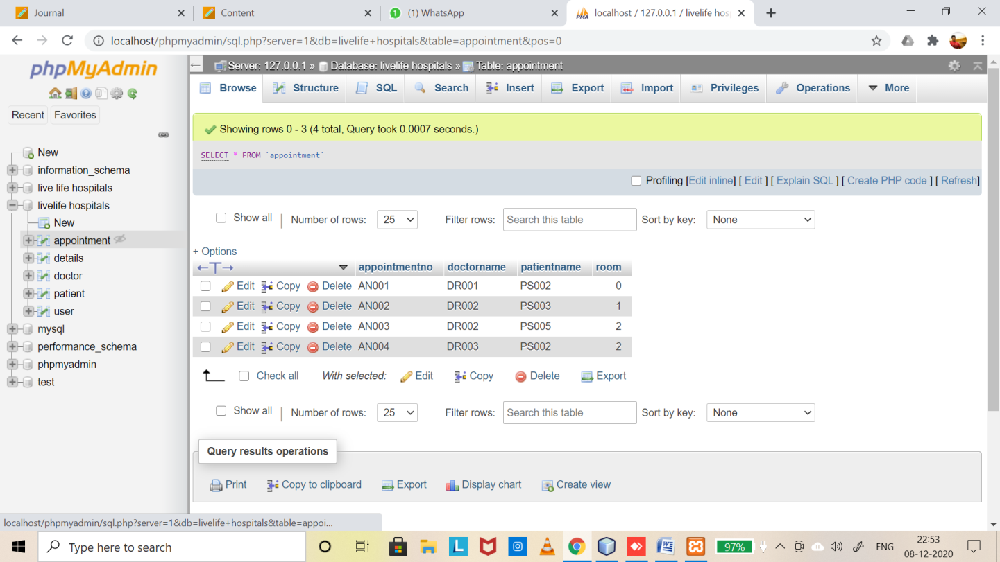 Journal
Content
(1) WhatsApp
localhost / 127.0.0.1 / livelife hos
localhost/phpmyadmin/sql.php?server=1&db=livelife+hospitals&table=appointment&pos=0
phpMyAdmin
Recent Favorites
New
information_schema
live life hospitals
livelife hospitals
New
appointment
details
doctor
patient
user
mysql
performance_schema
phpmyadmin
test
Server: 127.0.0.1 » Database: livelife hospitals » Table: appointment
Browse Structure SQL Search Insert Export Import Privileges Operations More
Showing rows 0 - 3 (4 total, Query took 0.0007 seconds.)
SELECT * FROM `appointment`
Profiling [Edit inline] [ Edit ] [ Explain SQL ] [ Create PHP code ] [ Refresh]
Show all | Number of rows: 25 Filter rows: Search this table Sort by key: None
+ Options
←T→ appointmentno doctorname patientname room
Edit Copy Delete AN001 DR001 PS002 0
Edit Copy Delete AN002 DR002 PS003 1
Edit Copy Delete AN003 DR002 PS005 2
Edit Copy Delete AN004 DR003 PS002 2
Check all With selected: Edit Copy Delete Export
Show all | Number of rows: 25 Filter rows: Search this table Sort by key: None
Query results operations
Print Copy to clipboard Export Display chart Create view
localhost/phpmyadmin/sql.php?server=1&db=livelife+hospitals&table=appoi...
Type here to search
97%
ENG
22:53
08-12-2020